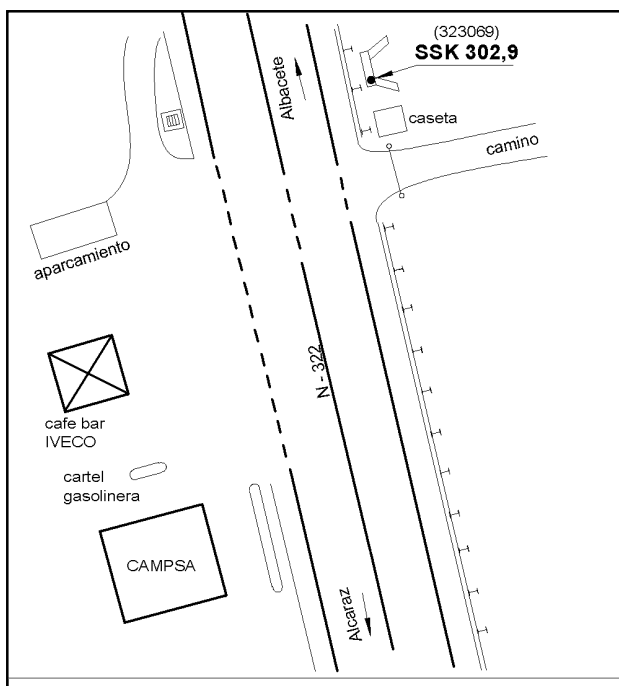 (323069)
SSK 302,9
Albacete
caseta
camino
aparcamiento
N - 322
cafe bar
IVECO
cartel
gasolinera
CAMPSA
Alcaraz